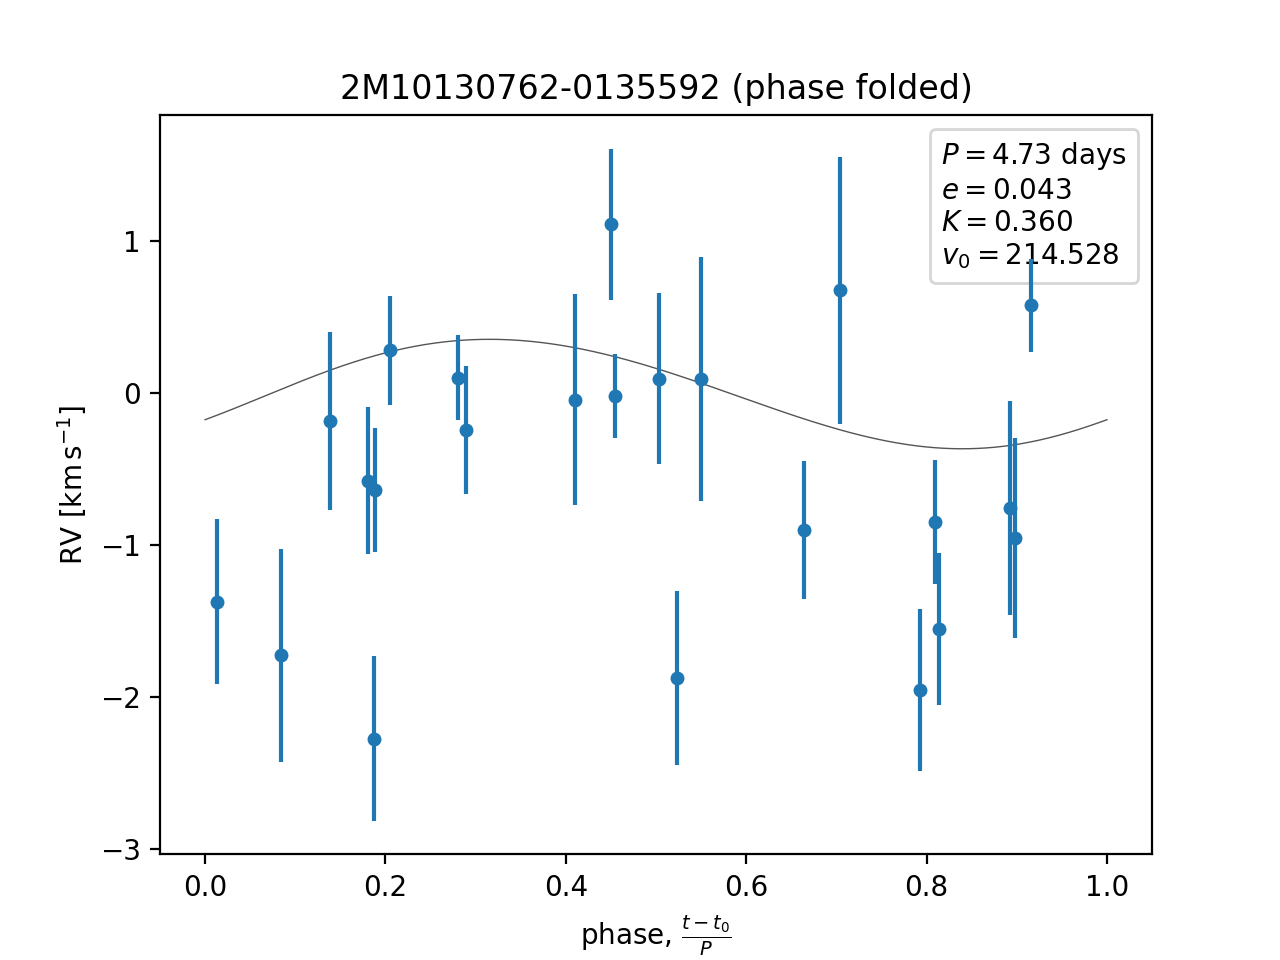 2M10130762-0135592 (phase folded)
P = 4.73 days
e = 0.043
K = 0.360
v₀ = 214.528
RV [km s⁻¹]
1
0
−1
−2
−3
0.0 0.2 0.4 0.6 0.8 1.0
phase, (t − t₀)/P